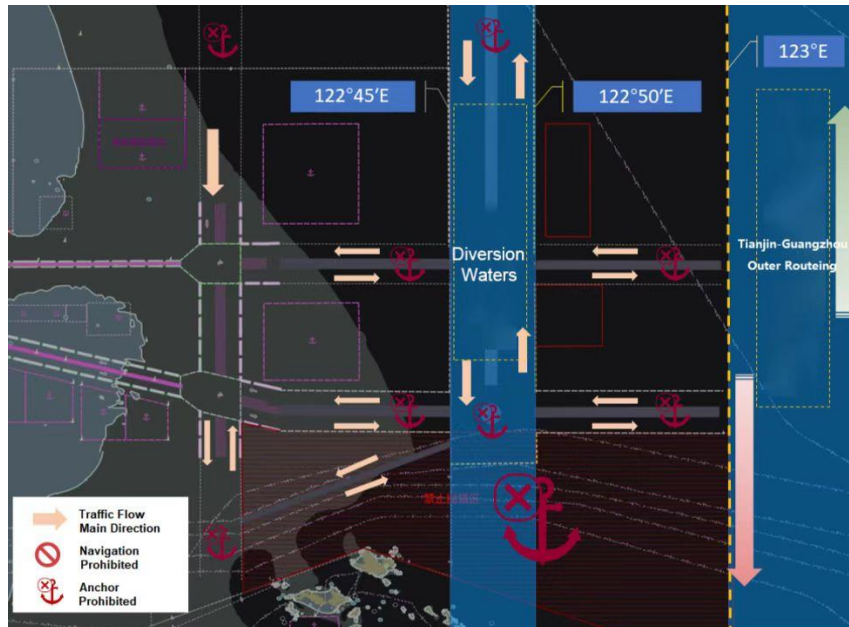 123°E
122°45′E
122°50′E
Diversion
Waters
Tianjin-Guangzhou
Outer Routeing
Traffic Flow
Main Direction
Navigation
Prohibited
Anchor
Prohibited